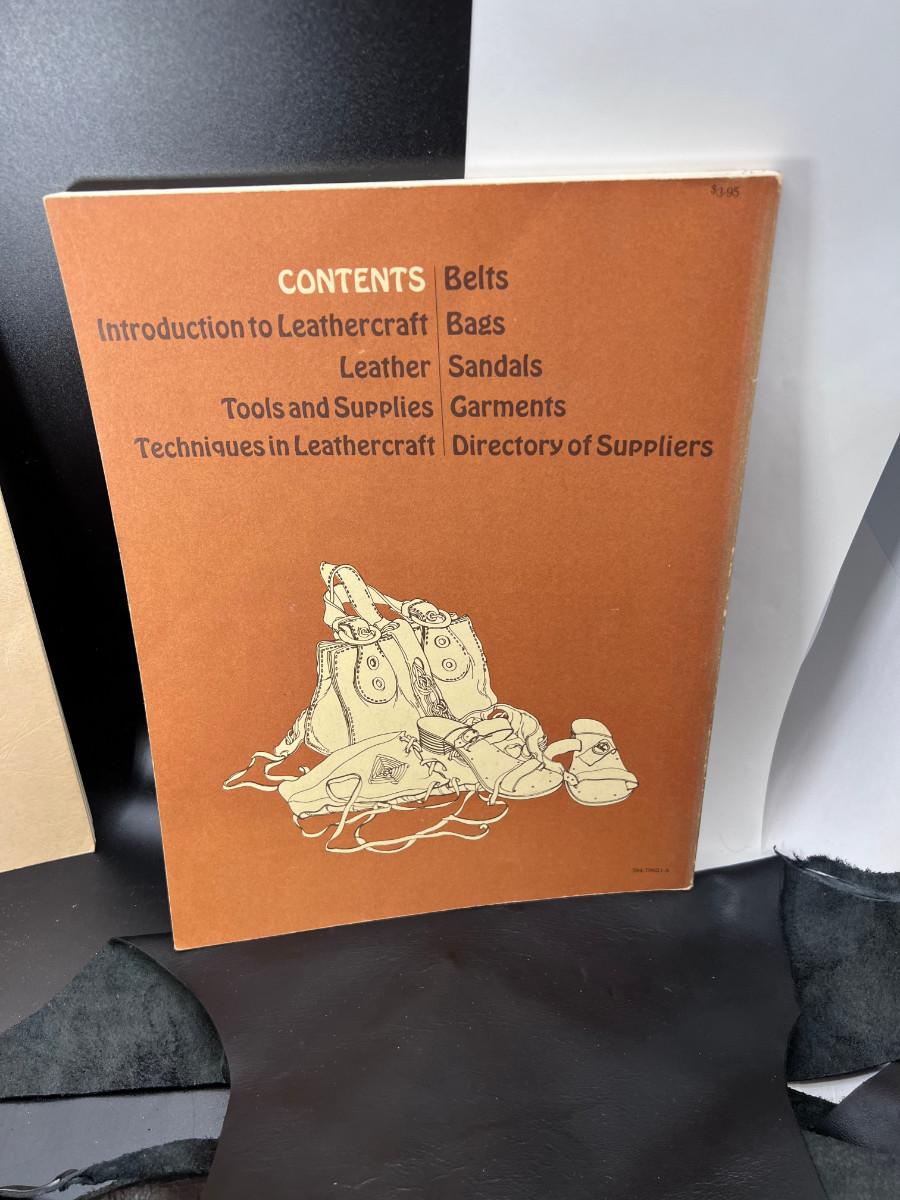 $3.95
CONTENTS
Introduction to Leathercraft
Leather
Tools and Supplies
Techniques in Leathercraft
Belts
Bags
Sandals
Garments
Directory of Suppliers